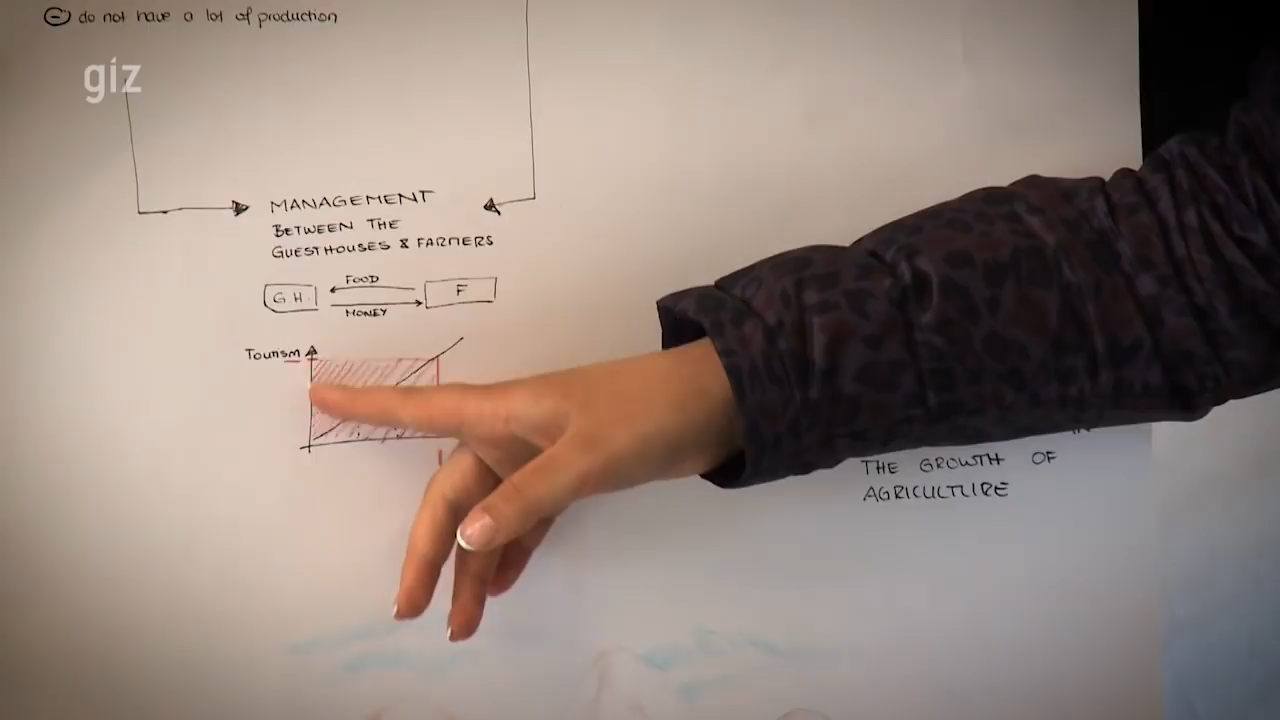 ⊖ do not have a lot of production
giz
MANAGEMENT
BETWEEN THE
GUESTHOUSES & FARMERS
FOOD
G H.
F
MONEY
Tourism
THE GROWTH OF
AGRICULTURE